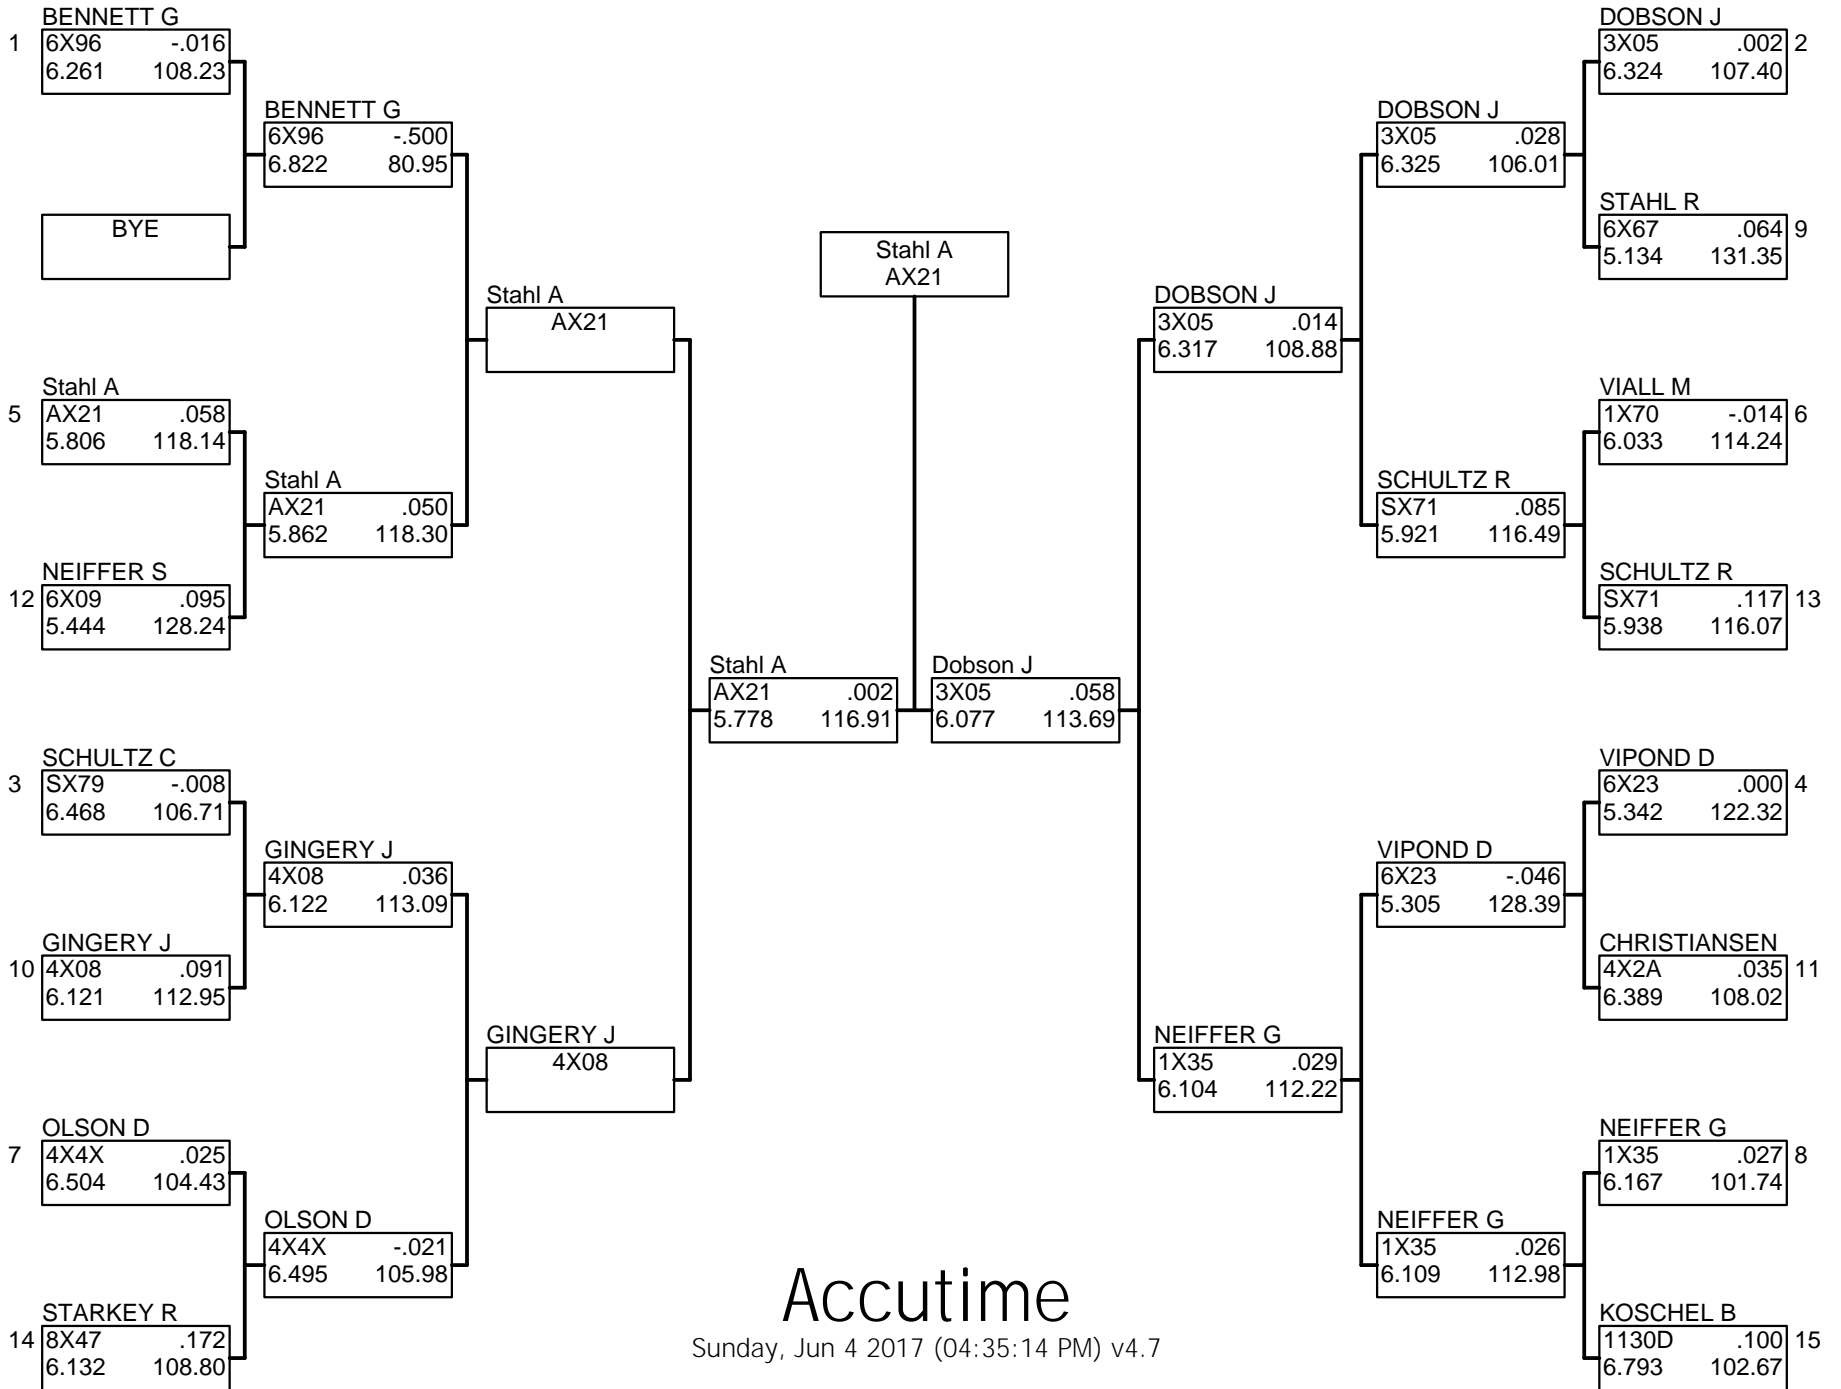 BENNETT G
1 6X96 -.016
6.261 108.23
BYE
Stahl A
5 AX21 .058
5.806 118.14
NEIFFER S
12 6X09 .095
5.444 128.24
SCHULTZ C
3 SX79 -.008
6.468 106.71
GINGERY J
10 4X08 .091
6.121 112.95
OLSON D
7 4X4X .025
6.504 104.43
STARKEY R
14 8X47 .172
6.132 108.80
BENNETT G
6X96 -.500
6.822 80.95
Stahl A
AX21 .050
5.862 118.30
GINGERY J
4X08 .036
6.122 113.09
OLSON D
4X4X -.021
6.495 105.98
Stahl A
AX21
GINGERY J
4X08
Stahl A
AX21 .002
5.778 116.91
Stahl A
AX21
Dobson J
3X05 .058
6.077 113.69
DOBSON J
3X05 .014
6.317 108.88
NEIFFER G
1X35 .029
6.104 112.22
DOBSON J
3X05 .028
6.325 106.01
SCHULTZ R
SX71 .085
5.921 116.49
VIPOND D
6X23 -.046
5.305 128.39
NEIFFER G
1X35 .026
6.109 112.98
DOBSON J
3X05 .002 2
6.324 107.40
STAHL R
6X67 .064 9
5.134 131.35
VIALL M
1X70 -.014 6
6.033 114.24
SCHULTZ R
SX71 .117 13
5.938 116.07
VIPOND D
6X23 .000 4
5.342 122.32
CHRISTIANSEN
4X2A .035 11
6.389 108.02
NEIFFER G
1X35 .027 8
6.167 101.74
KOSCHEL B
1130D .100 15
6.793 102.67
Accutime
Sunday, Jun 4 2017 (04:35:14 PM) v4.7